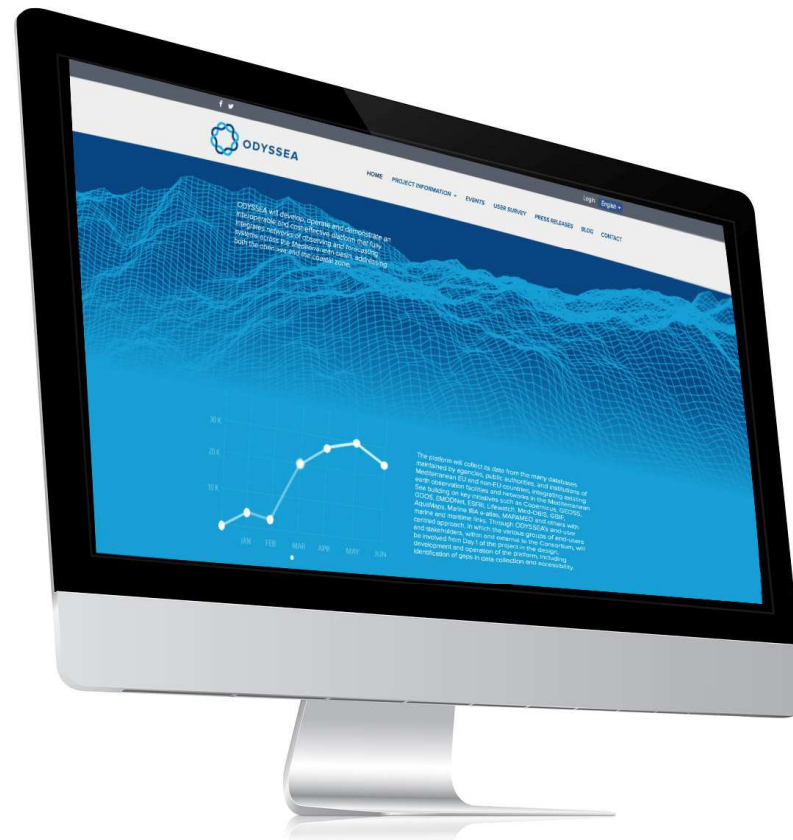 Login English
ODYSSEA
HOME PROJECT INFORMATION EVENTS USER SURVEY PRESS RELEASES BLOG CONTACT
ODYSSEA will develop, operate and demonstrate an
interoperable and cost-effective platform that fully
integrates networks of observing and forecasting
systems across the Mediterranean basin, addressing
both the open sea and the coastal zone.
30 K
20 K
10 K
JAN FEB MAR APR MAY JUN
The platform will collect its data from the many databases
maintained by agencies, public authorities, and institutions of
Mediterranean EU and non-EU countries, integrating existing
earth observation facilities and networks in the Mediterranean
Sea building on key initiatives such as Copernicus, GEOSS,
GOOS, EMODNet, ESFRI, Lifewatch, Med-OBIS, GBIF,
AquaMaps, Marine IBA e-atlas, MAPAMED and others with
marine and maritime links. Through ODYSSEA's end-user
centred approach, in which the various groups of end-users
and stakeholders, within and external to the Consortium, will
be involved from Day 1 of the project in the design,
development and operation of the platform, including
identification of gaps in data collection and accessibility.